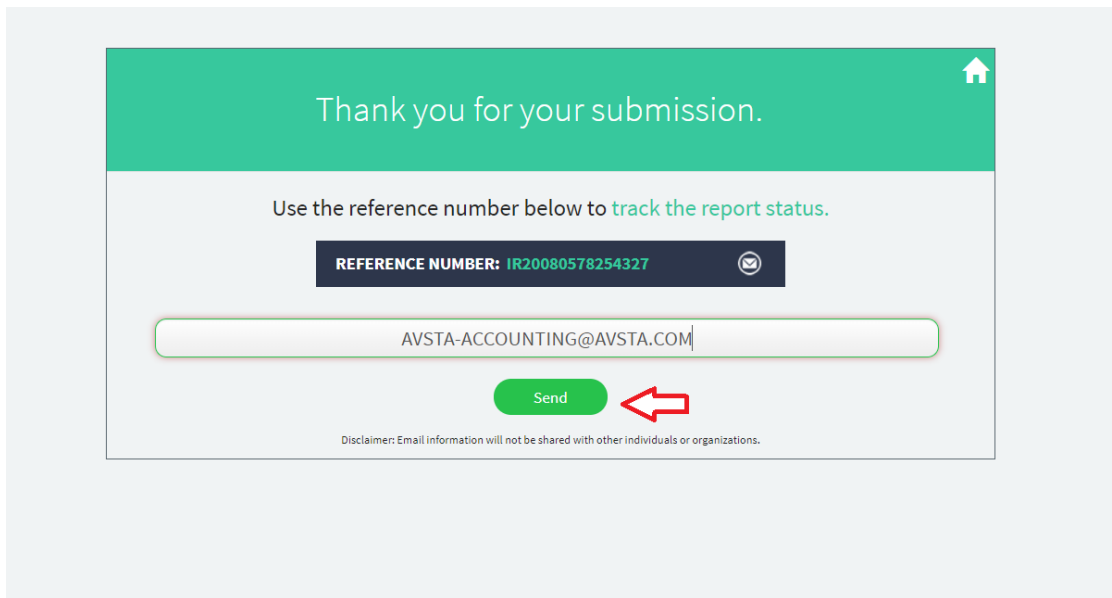 Thank you for your submission.
Use the reference number below to track the report status.
REFERENCE NUMBER: IR20080578254327
AVSTA-ACCOUNTING@AVSTA.COM
Send
Disclaimer: Email information will not be shared with other individuals or organizations.